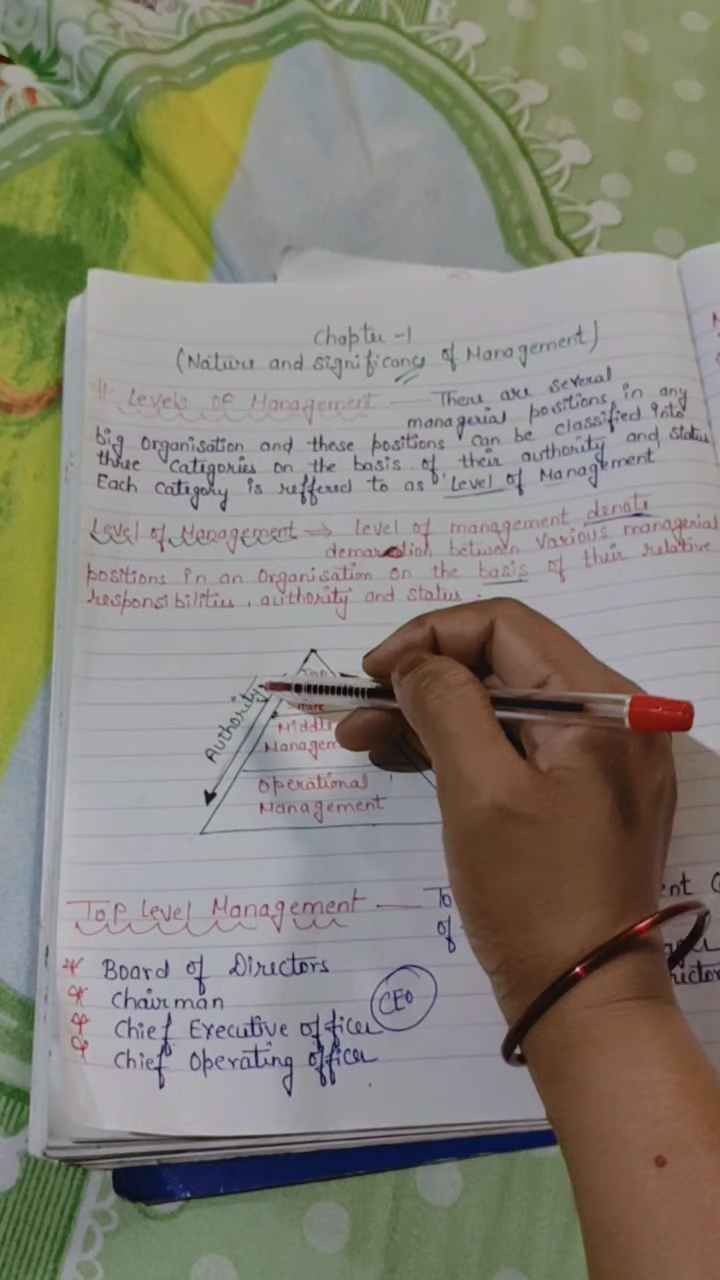 Chapter -1
(Nature and significance of Management)
Levels of Management — There are several
managerial positions in any
big organisation and these positions can be classified into
three categories on the basis of their authority and status
Each category is reffered to as 'Level of Management'
Level of Management ⇒ Level of management denote
demarcation between various managerial
positions in an organisation on the basis of their relative
responsibilities, authority and status.
Authority
Top
Middle
Managem
Operational
Management
Top Level Management — To
of
* Board of Directors
* Chairman
* Chief Executive officer
CEO
* Chief Operating officer